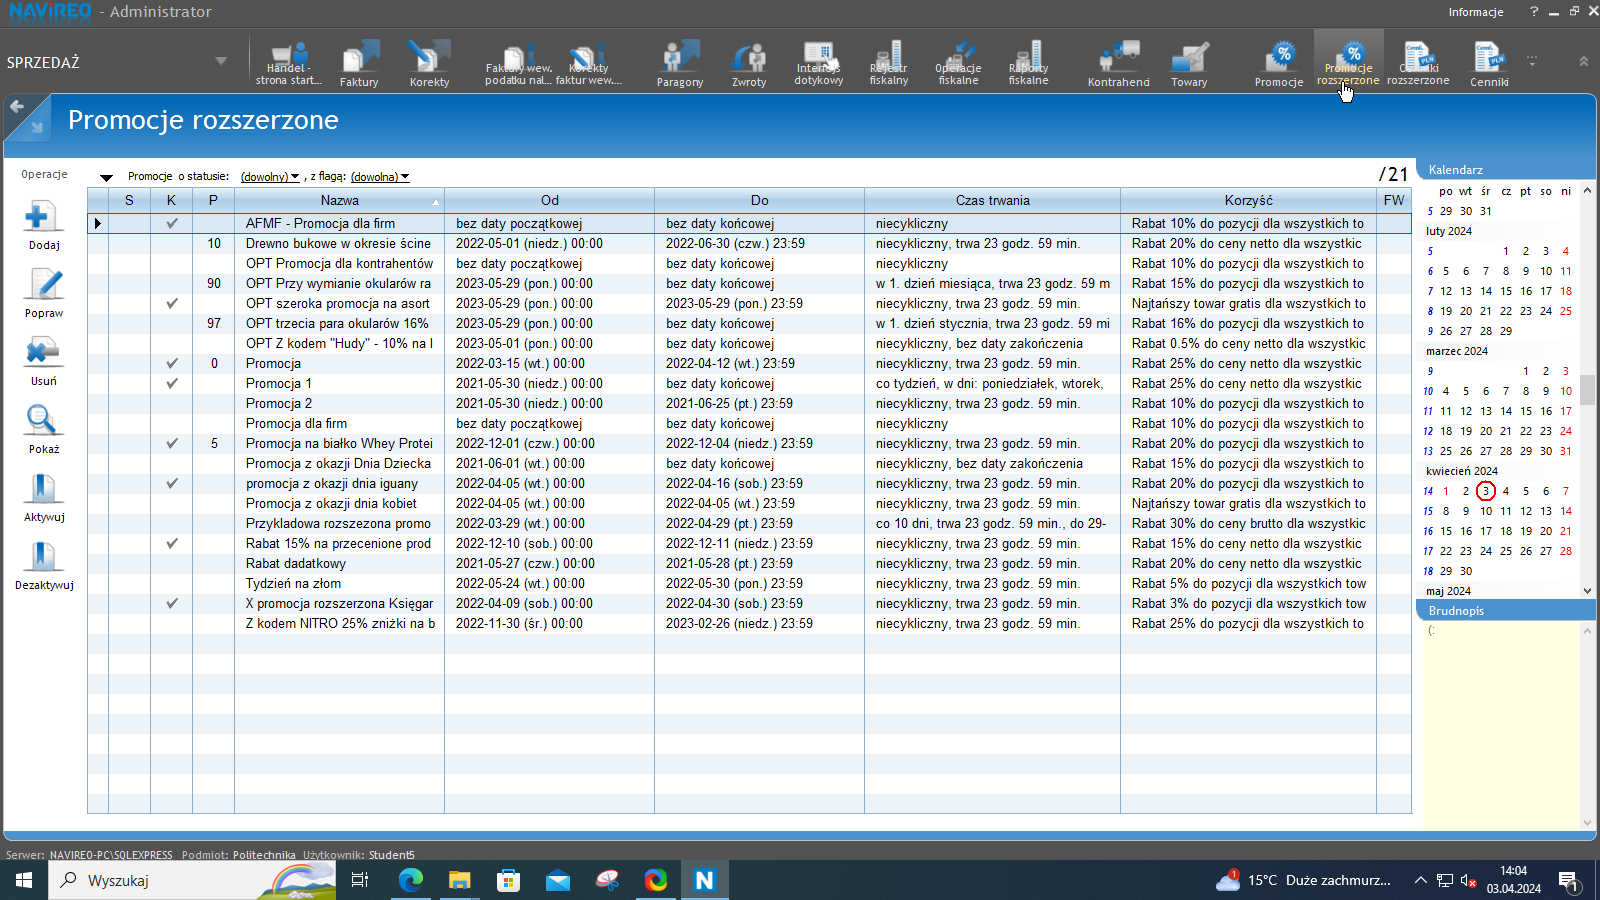 NAVIREO - Administrator
Informacje
SPRZEDAŻ
Handel -
strona start...
Faktury
Korekty
Faktury wew.
podatku nal...
Korekty
faktur wew....
Paragony
Zwroty
Interfejs
dotykowy
Rejestr
fiskalny
Operacje
fiskalne
Raporty
fiskalne
Kontrahenci
Towary
Promocje
Promocje
rozszerzone
Cenniki
rozszerzone
Cenniki
Promocje rozszerzone
Operacje
Dodaj
Popraw
Usuń
Pokaż
Aktywuj
Dezaktywuj
Promocje o statusie: (dowolny) , z flagą: (dowolna)
/21
S K P Nazwa Od Do Czas trwania Korzyść FW
AFMF - Promocja dla firm bez daty początkowej bez daty końcowej niecykliczny Rabat 10% do pozycji dla wszystkich to
10 Drewno bukowe w okresie ścine 2022-05-01 (niedz.) 00:00 2022-06-30 (czw.) 23:59 niecykliczny, trwa 23 godz. 59 min. Rabat 20% do ceny netto dla wszystkic
OPT Promocja dla kontrahentów bez daty początkowej bez daty końcowej niecykliczny Rabat 10% do pozycji dla wszystkich to
90 OPT Przy wymianie okularów ra 2023-05-29 (pon.) 00:00 bez daty końcowej w 1. dzień miesiąca, trwa 23 godz. 59 m Rabat 15% do pozycji dla wszystkich to
OPT szeroka promocja na asort 2023-05-29 (pon.) 00:00 2023-05-29 (pon.) 23:59 niecykliczny, trwa 23 godz. 59 min. Najtańszy towar gratis dla wszystkich to
97 OPT trzecia para okularów 16% 2023-05-29 (pon.) 00:00 bez daty końcowej w 1. dzień stycznia, trwa 23 godz. 59 mi Rabat 16% do pozycji dla wszystkich to
OPT Z kodem "Hudy" - 10% na l 2023-05-01 (pon.) 00:00 bez daty końcowej niecykliczny, bez daty zakończenia Rabat 0.5% do ceny netto dla wszystkic
0 Promocja 2022-03-15 (wt.) 00:00 2022-04-12 (wt.) 23:59 niecykliczny, trwa 23 godz. 59 min. Rabat 25% do ceny netto dla wszystkic
Promocja 1 2021-05-30 (niedz.) 00:00 bez daty końcowej co tydzień, w dni: poniedziałek, wtorek, Rabat 25% do ceny netto dla wszystkic
Promocja 2 2021-05-30 (niedz.) 00:00 2021-06-25 (pt.) 23:59 niecykliczny, trwa 23 godz. 59 min. Rabat 10% do ceny netto dla wszystkic
Promocja dla firm bez daty początkowej bez daty końcowej niecykliczny Rabat 10% do pozycji dla wszystkich to
5 Promocja na białko Whey Protei 2022-12-01 (czw.) 00:00 2022-12-04 (niedz.) 23:59 niecykliczny, trwa 23 godz. 59 min. Rabat 20% do pozycji dla wszystkich to
Promocja z okazji Dnia Dziecka 2021-06-01 (wt.) 00:00 bez daty końcowej niecykliczny, bez daty zakończenia Rabat 15% do pozycji dla wszystkich to
promocja z okazji dnia iguany 2022-04-05 (wt.) 00:00 2022-04-16 (sob.) 23:59 niecykliczny, trwa 23 godz. 59 min. Rabat 20% do pozycji dla wszystkich to
Promocja z okazji dnia kobiet 2022-04-05 (wt.) 00:00 2022-04-05 (wt.) 23:59 niecykliczny, trwa 23 godz. 59 min. Najtańszy towar gratis dla wszystkich to
Przykladowa rozszezona promo 2022-03-29 (wt.) 00:00 2022-04-29 (pt.) 23:59 co 10 dni, trwa 23 godz. 59 min., do 29- Rabat 30% do ceny brutto dla wszystkic
Rabat 15% na przecenione prod 2022-12-10 (sob.) 00:00 2022-12-11 (niedz.) 23:59 niecykliczny, trwa 23 godz. 59 min. Rabat 15% do ceny netto dla wszystkic
Rabat dadatkowy 2021-05-27 (czw.) 00:00 2021-05-28 (pt.) 23:59 niecykliczny, trwa 23 godz. 59 min. Rabat 20% do ceny netto dla wszystkic
Tydzień na złom 2022-05-24 (wt.) 00:00 2022-05-30 (pon.) 23:59 niecykliczny, trwa 23 godz. 59 min. Rabat 5% do pozycji dla wszystkich tow
X promocja rozszerzona Księgar 2022-04-09 (sob.) 00:00 2022-04-30 (sob.) 23:59 niecykliczny, trwa 23 godz. 59 min. Rabat 3% do pozycji dla wszystkich tow
Z kodem NITRO 25% zniżki na b 2022-11-30 (śr.) 00:00 2023-02-26 (niedz.) 23:59 niecykliczny, trwa 23 godz. 59 min. Rabat 25% do pozycji dla wszystkich to
Kalendarz
po wt śr cz pt so ni
5 29 30 31
luty 2024
5 1 2 3 4
6 5 6 7 8 9 10 11
7 12 13 14 15 16 17 18
8 19 20 21 22 23 24 25
9 26 27 28 29
marzec 2024
9 1 2 3
10 4 5 6 7 8 9 10
11 11 12 13 14 15 16 17
12 18 19 20 21 22 23 24
13 25 26 27 28 29 30 31
kwiecień 2024
14 1 2 3 4 5 6 7
15 8 9 10 11 12 13 14
16 15 16 17 18 19 20 21
17 22 23 24 25 26 27 28
18 29 30
maj 2024
Brudnopis
(:
Serwer: NAVIREO-PC\SQLEXPRESS Podmiot: Politechnika Użytkownik: Student5
Wyszukaj
1
15°C Duże zachmurz...
14:04
03.04.2024
1